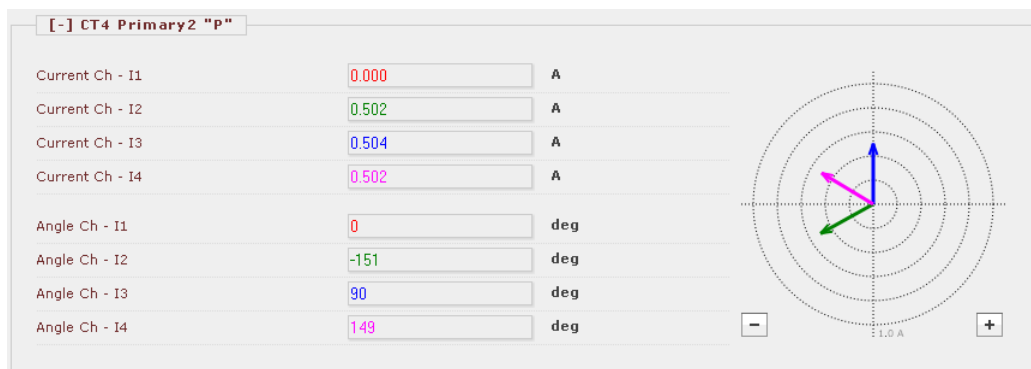 [-] CT4 Primary2 "P"
Current Ch - I1 0.000 A
Current Ch - I2 0.502 A
Current Ch - I3 0.504 A
Current Ch - I4 0.502 A
Angle Ch - I1 0 deg
Angle Ch - I2 -151 deg
Angle Ch - I3 90 deg
Angle Ch - I4 149 deg
- +
1.0 A